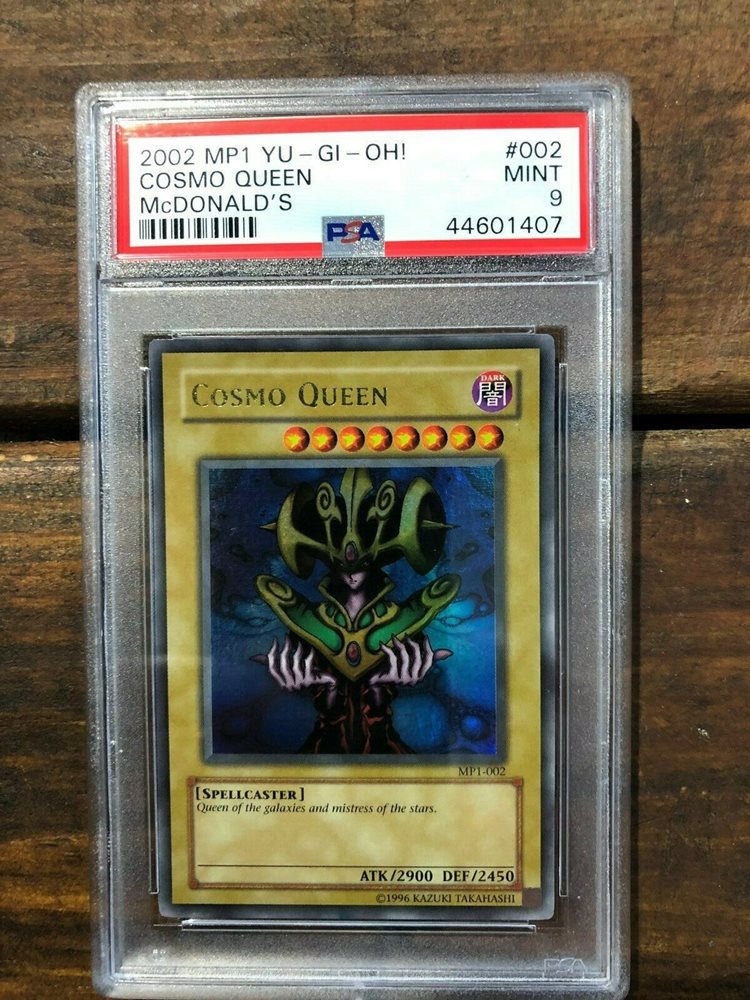 2002 MP1 YU-GI-OH! #002
COSMO QUEEN MINT
McDONALD'S 9
PSA 44601407
COSMO QUEEN
DARK
闇
MP1-002
[SPELLCASTER]
Queen of the galaxies and mistress of the stars.
ATK/2900 DEF/2450
©1996 KAZUKI TAKAHASHI
PSA